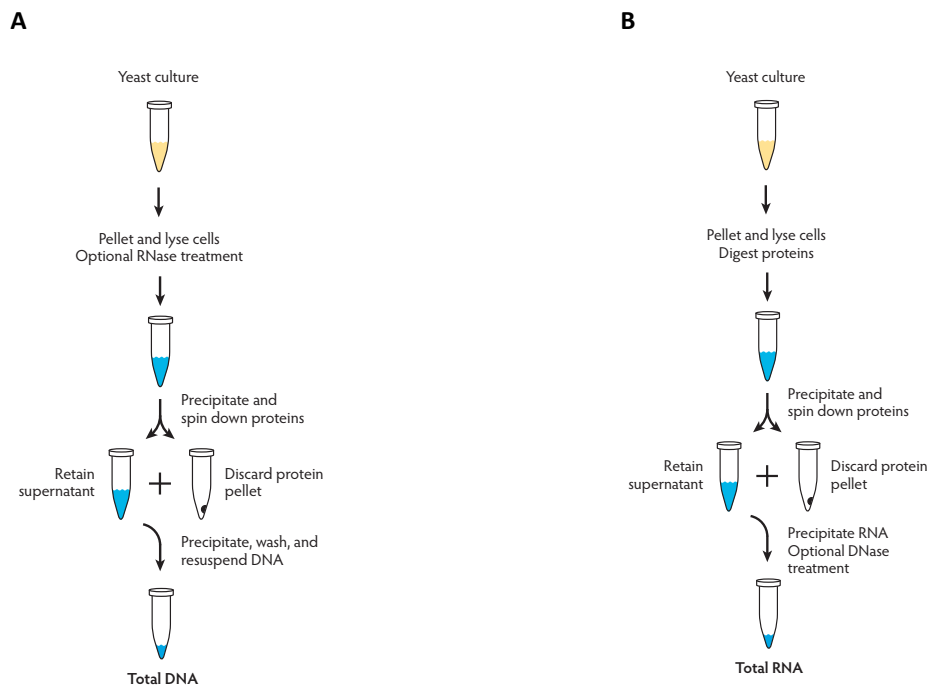 A
Yeast culture
Pellet and lyse cells
Optional RNase treatment
Precipitate and
spin down proteins
Retain
supernatant
Discard protein
pellet
Precipitate, wash, and
resuspend DNA
Total DNA
B
Yeast culture
Pellet and lyse cells
Digest proteins
Precipitate and
spin down proteins
Retain
supernatant
Discard protein
pellet
Precipitate RNA
Optional DNase
treatment
Total RNA